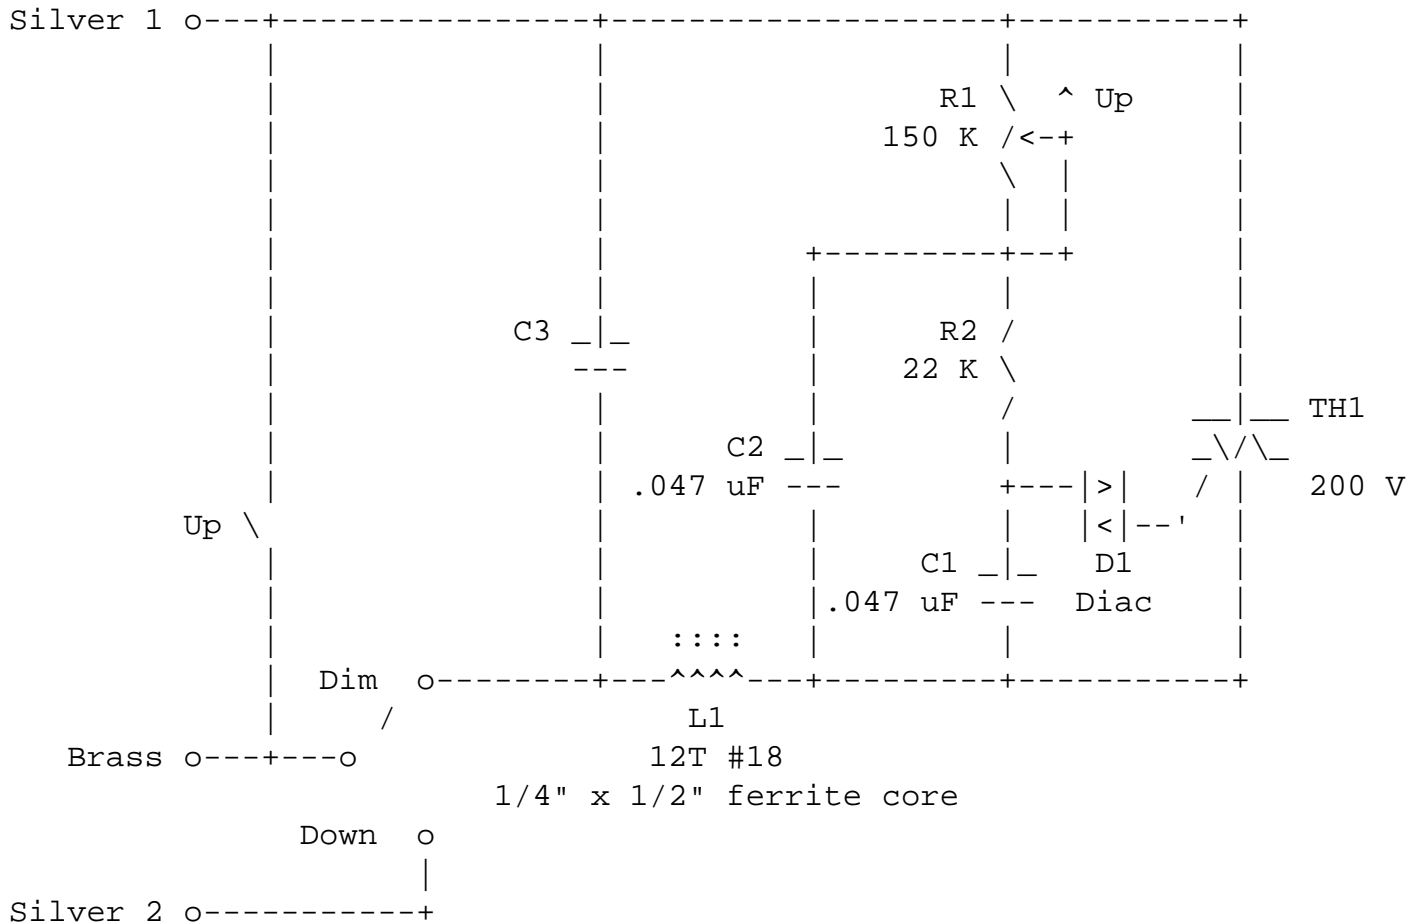 Silver 1
R1 Up
150 K
C3 R2
22 K
TH1
C2
.047 uF 200 V
Up
C1 D1
.047 uF Diac
Dim
L1
Brass 12T #18
1/4" x 1/2" ferrite core
Down
Silver 2